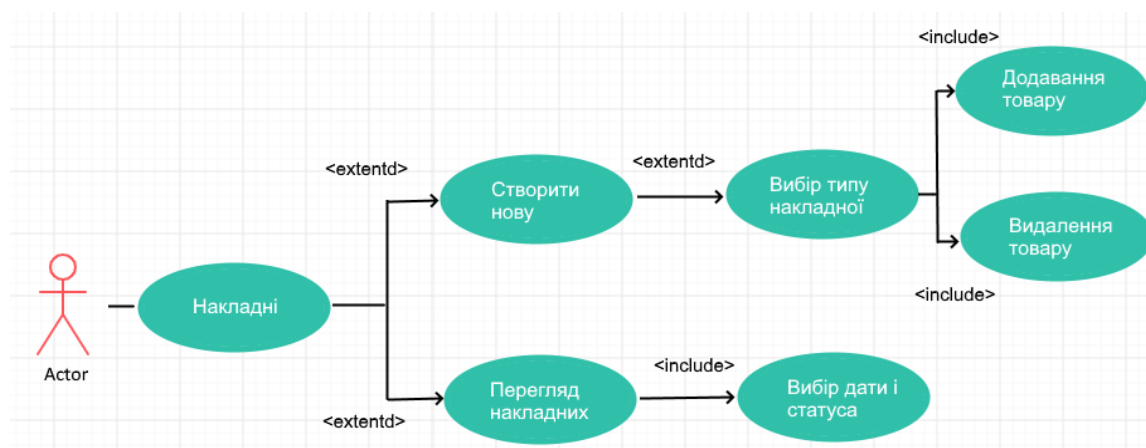 <include>
Додавання
товару
<extentd>
<extentd>
Створити
нову
Вибір типу
накладної
Видалення
товару
<include>
Накладні
Actor
<include>
Перегляд
накладних
Вибір дати і
статуса
<extentd>